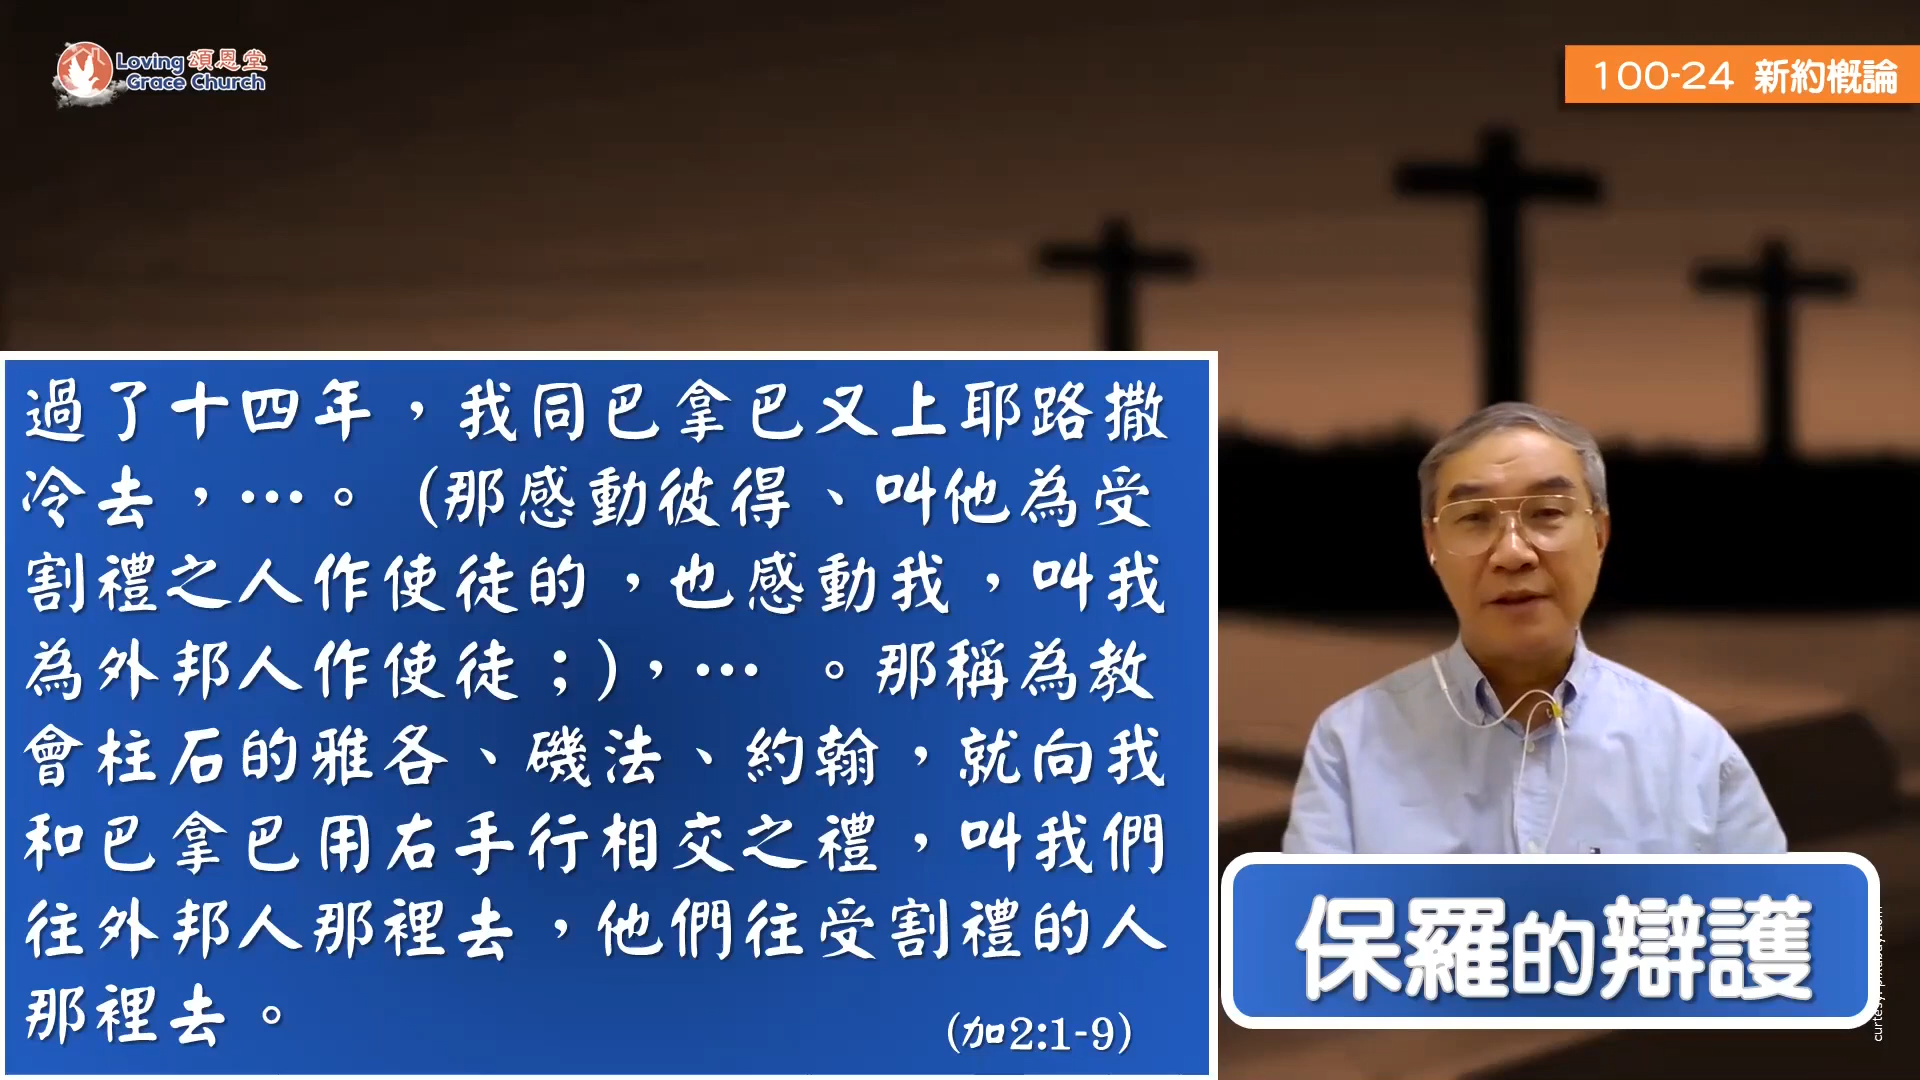 Loving 頌恩堂
Grace Church
100-24 新約概論
過了十四年，我同巴拿巴又上耶路撒
冷去，…。(那感動彼得、叫他為受
割禮之人作使徒的，也感動我，叫我
為外邦人作使徒；)，… 。那稱為教
會柱石的雅各、磯法、約翰，就向我
和巴拿巴用右手行相交之禮，叫我們
往外邦人那裡去，他們往受割禮的人
那裡去。
(加2:1-9)
保羅的辯護